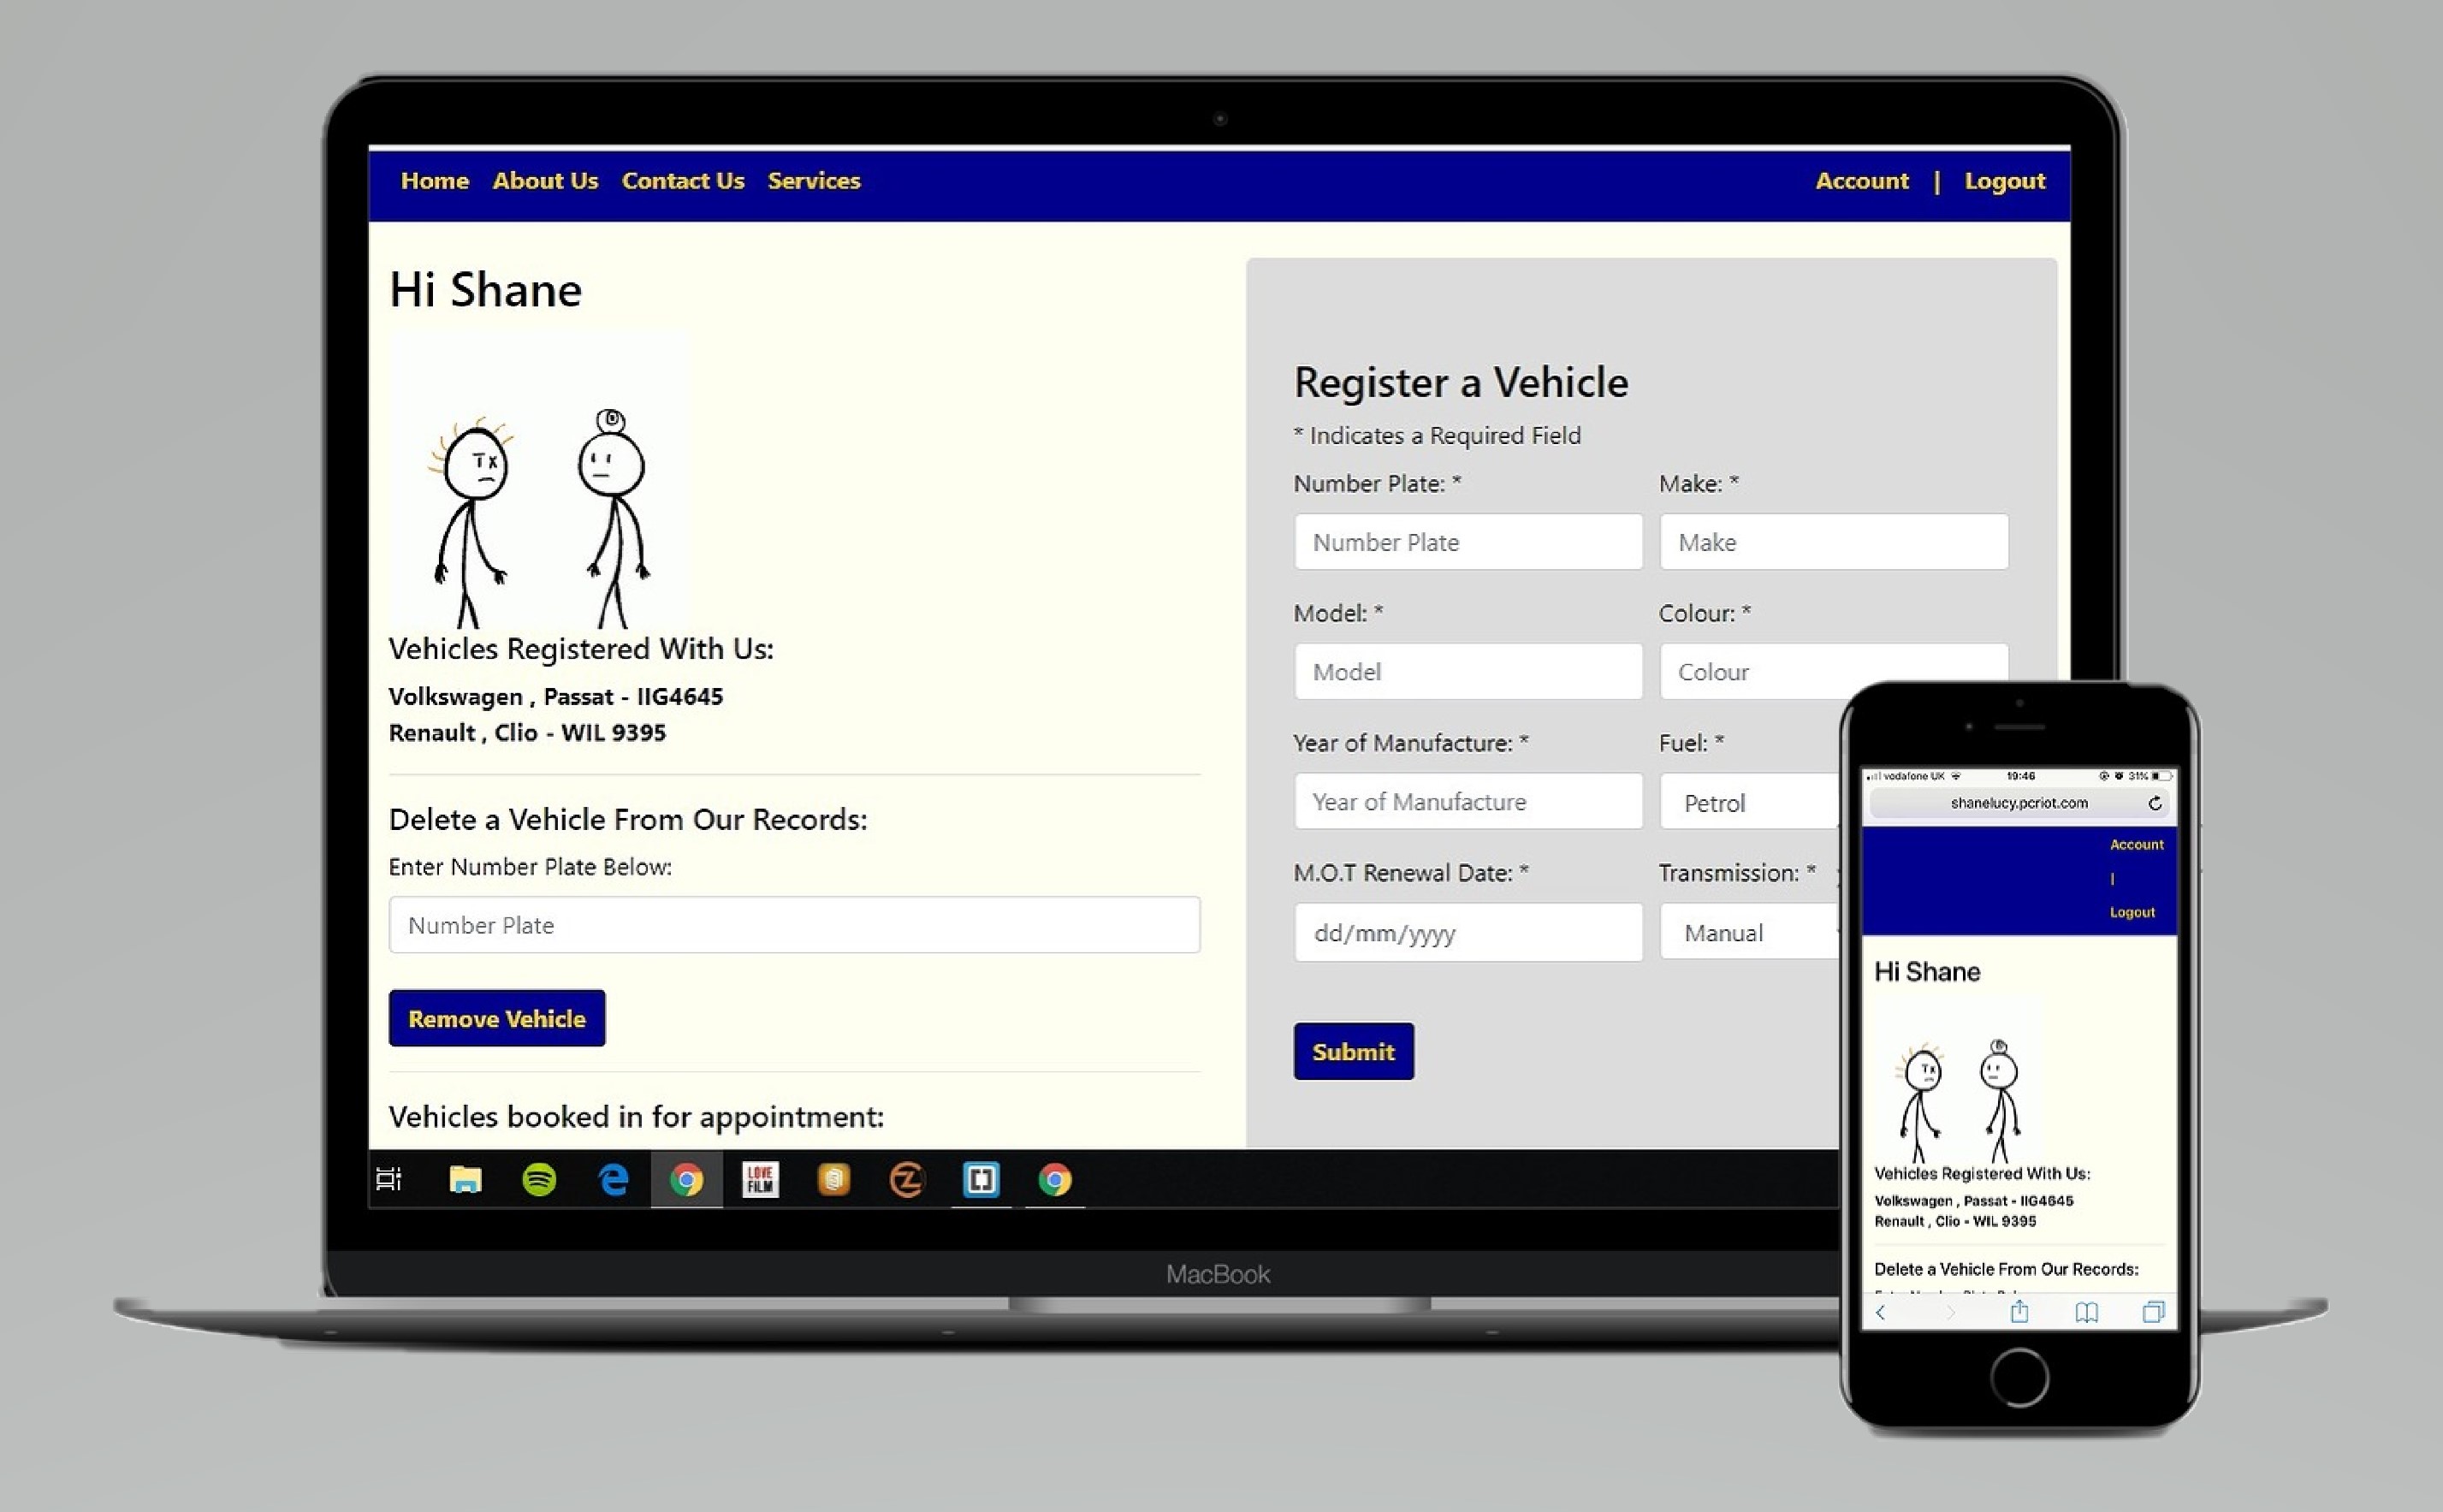 Home About Us Contact Us Services Account | Logout
Hi Shane
Tx
Vehicles Registered With Us:
Volkswagen , Passat - IIG4645
Renault , Clio - WIL 9395
Delete a Vehicle From Our Records:
Enter Number Plate Below:
Number Plate
Remove Vehicle
Vehicles booked in for appointment:
Register a Vehicle
* Indicates a Required Field
Number Plate: * Make: *
Number Plate Make
Model: * Colour: *
Model Colour
Year of Manufacture: * Fuel: *
Year of Manufacture Petrol
M.O.T Renewal Date: * Transmission: *
dd/mm/yyyy Manual
Submit
LOVE
FiLM
MacBook
vodafone UK 19:46 31%
shanelucy.pcriot.com
Account
|
Logout
Hi Shane
Tx
Vehicles Registered With Us:
Volkswagen , Passat - IIG4645
Renault , Clio - WIL 9395
Delete a Vehicle From Our Records: